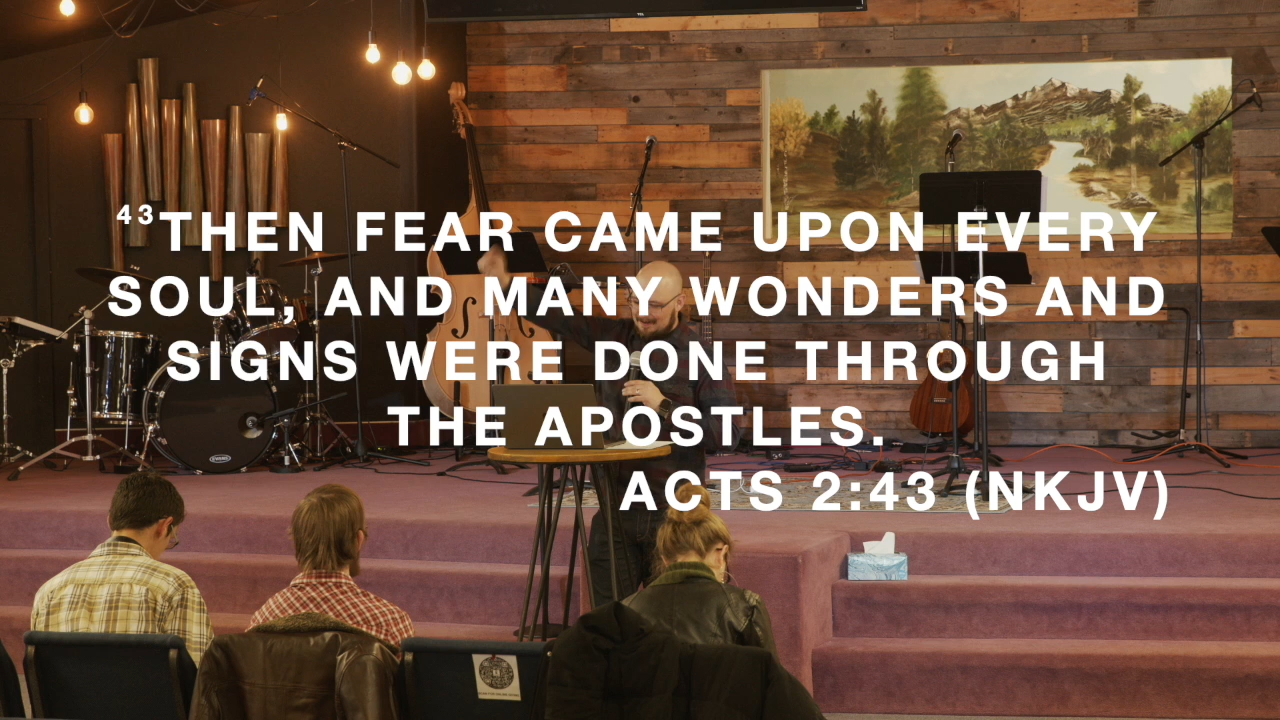 ⁴³THEN FEAR CAME UPON EVERY
SOUL, AND MANY WONDERS AND
SIGNS WERE DONE THROUGH
THE APOSTLES.
ACTS 2:43 (NKJV)